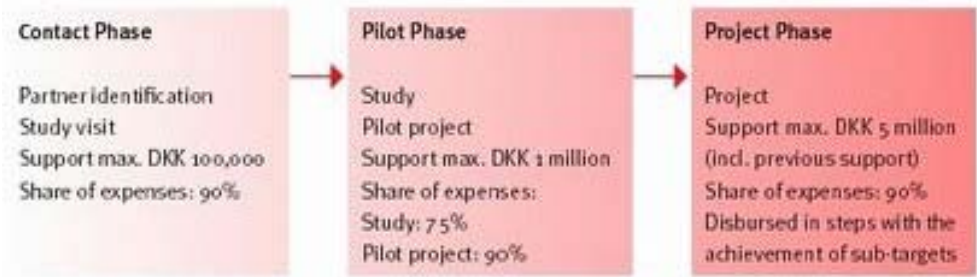 Contact Phase
Partner identification
Study visit
Support max. DKK 100,000
Share of expenses: 90%
Pilot Phase
Study
Pilot project
Support max. DKK 1 million
Share of expenses:
Study: 75%
Pilot project: 90%
Project Phase
Project
Support max. DKK 5 million
(incl. previous support)
Share of expenses: 90%
Disbursed in steps with the
achievement of sub-targets